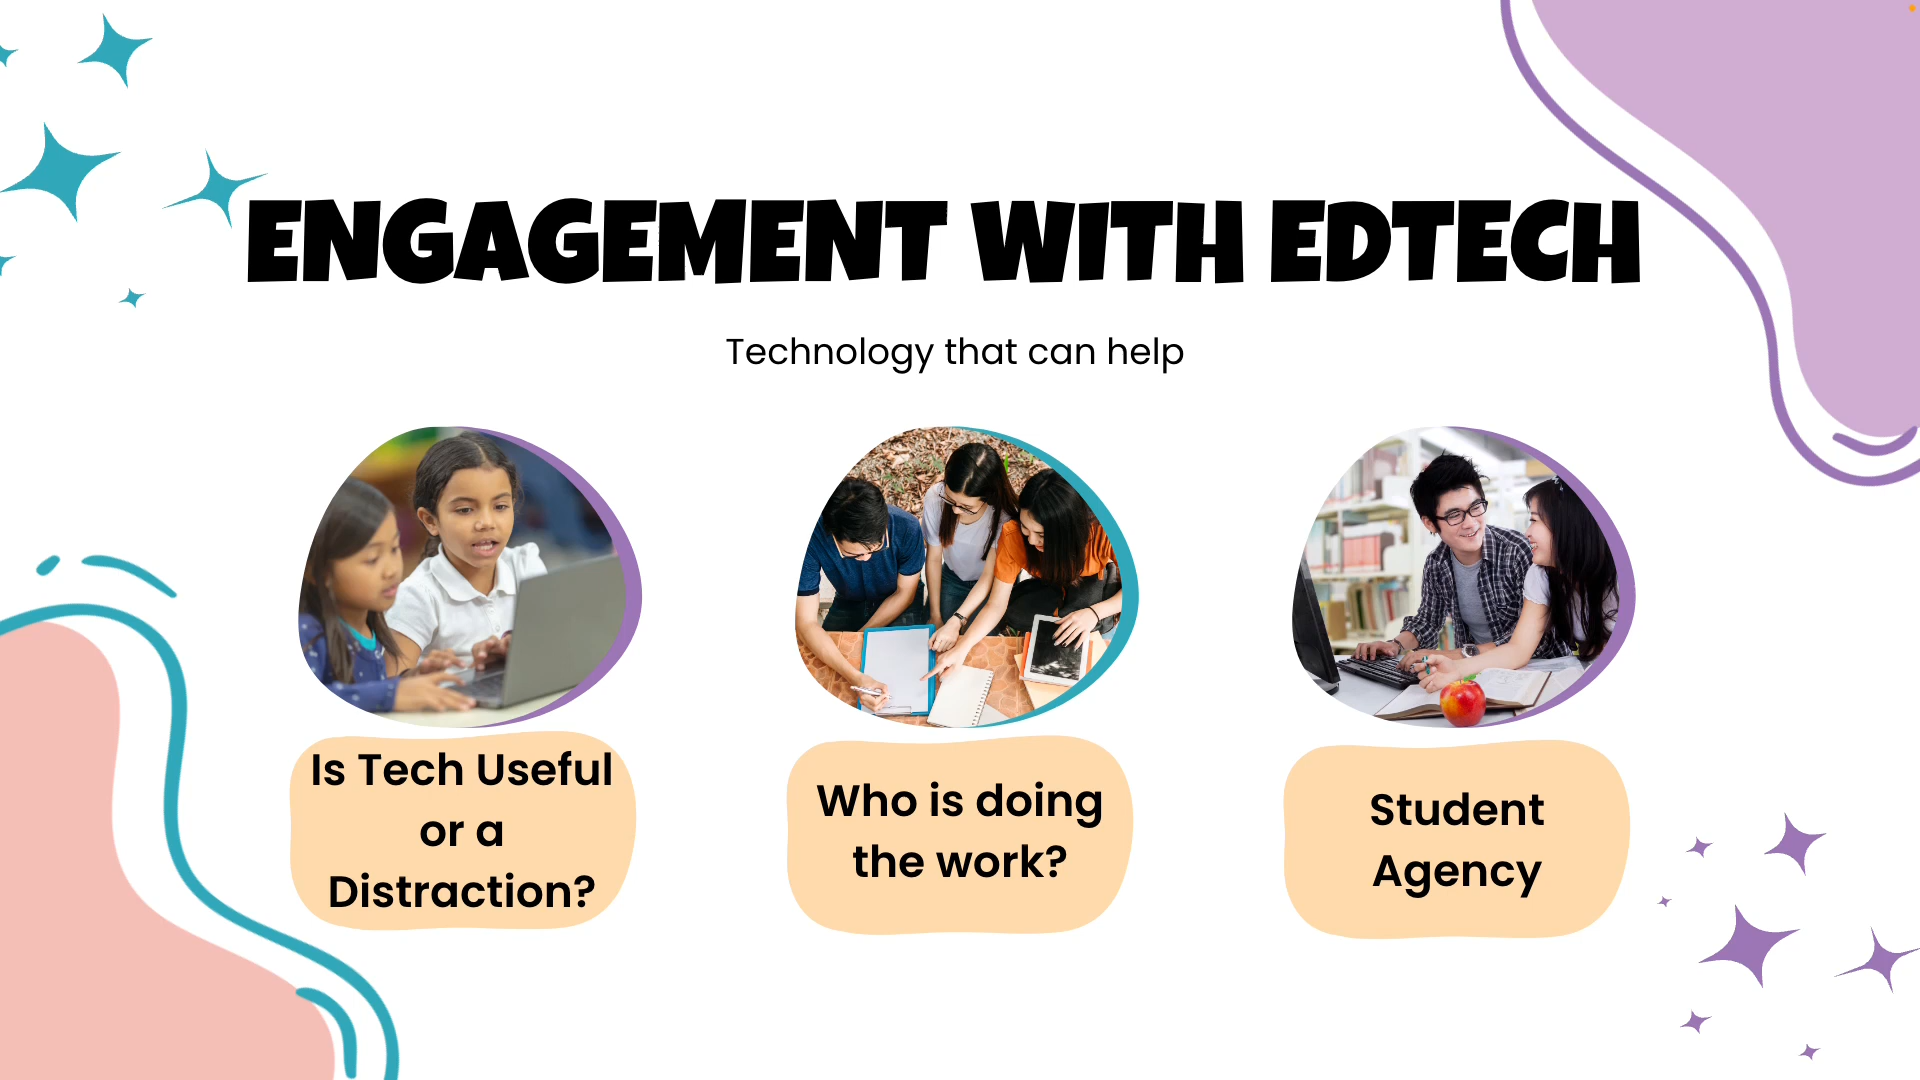 ENGAGEMENT WITH EDTECH
Technology that can help
Is Tech Useful
or a
Distraction?
Who is doing
the work?
Student
Agency